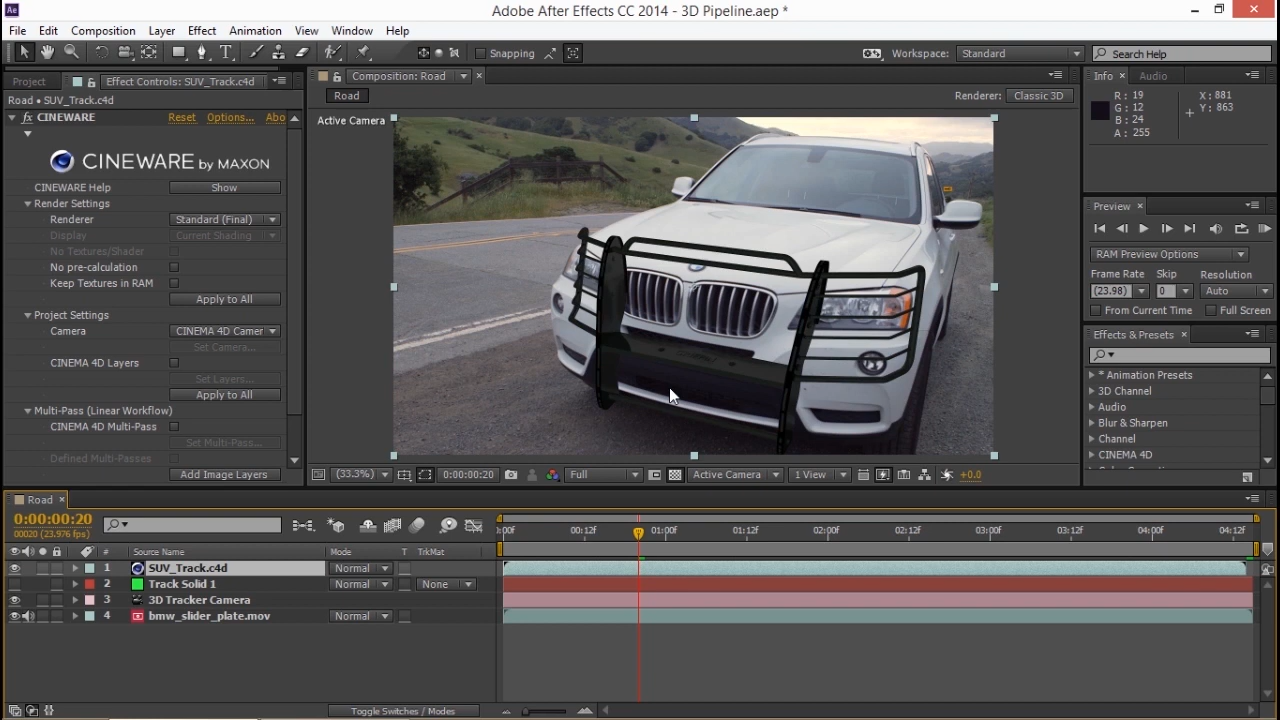 Adobe After Effects CC 2014 - 3D Pipeline.aep *
File Edit Composition Layer Effect Animation View Window Help
Snapping
Workspace: Standard
Search Help
Project
Effect Controls: SUV_Track.c4d
Road • SUV_Track.c4d
fx CINEWARE Reset Options... Abo
CINEWARE by MAXON
CINEWARE Help Show
Render Settings
Renderer Standard (Final)
Display Current Shading
No Textures/Shader
No pre-calculation
Keep Textures in RAM
Apply to All
Project Settings
Camera CINEMA 4D Camer
Set Camera...
CINEMA 4D Layers
Set Layers...
Apply to All
Multi-Pass (Linear Workflow)
CINEMA 4D Multi-Pass
Set Multi-Pass...
Defined Multi-Passes
Add Image Layers
Composition: Road
Road
Renderer: Classic 3D
Active Camera
(33.3%) 0:00:00:20 Full Active Camera 1 View +0.0
Info Audio
R: 19 X: 881
G: 12 Y: 863
B: 24
A: 255
Preview
RAM Preview Options
Frame Rate Skip Resolution
(23.98) 0 Auto
From Current Time Full Screen
Effects & Presets
* Animation Presets
3D Channel
Audio
Blur & Sharpen
Channel
CINEMA 4D
Road
0:00:00:20
00020 (23.976 fps)
:00f 00:12f 01:00f 01:12f 02:00f 02:12f 03:00f 03:12f 04:00f 04:12f
# Source Name Mode T TrkMat
1 SUV_Track.c4d Normal
2 Track Solid 1 Normal None
3 3D Tracker Camera
4 bmw_slider_plate.mov Normal
Toggle Switches / Modes